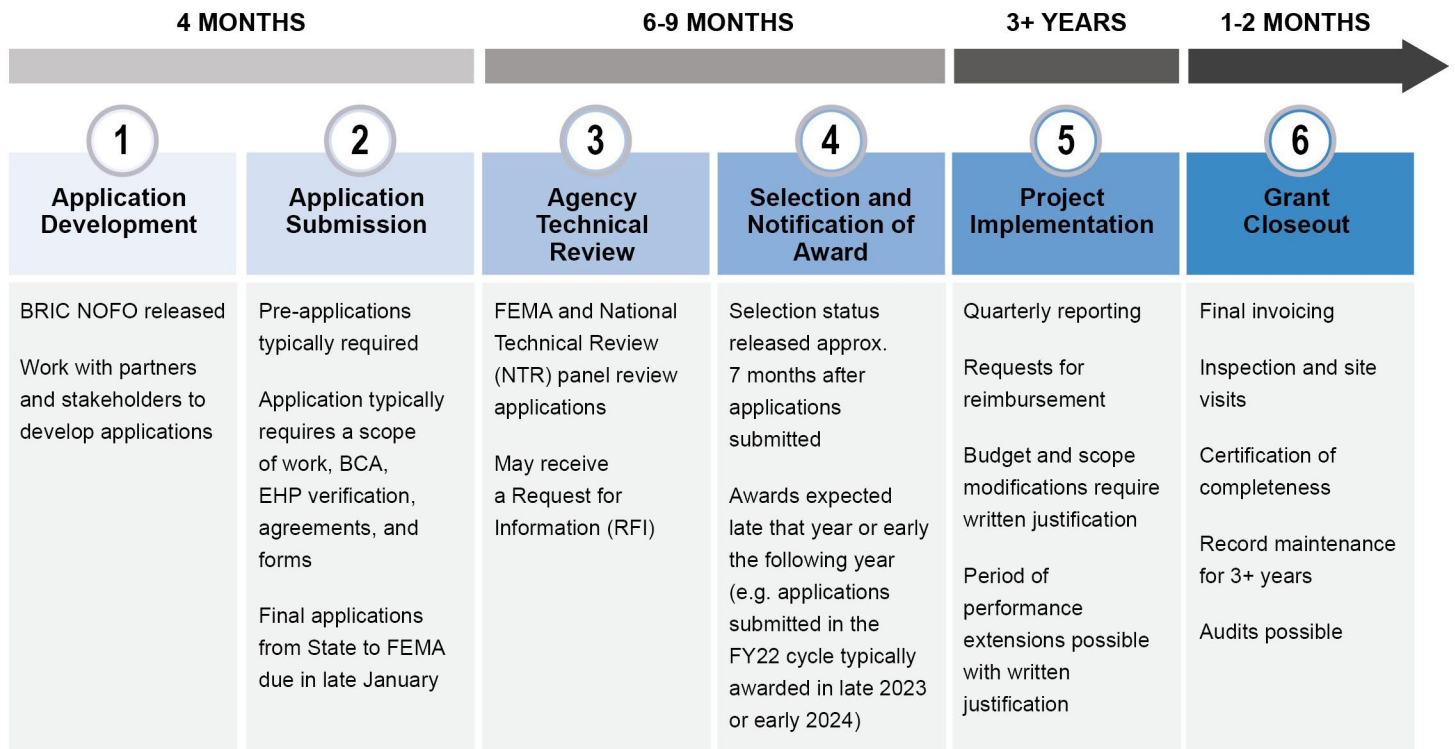 4 MONTHS
6-9 MONTHS
3+ YEARS
1-2 MONTHS
1
Application
Development
BRIC NOFO released
Work with partners
and stakeholders to
develop applications
2
Application
Submission
Pre-applications
typically required
Application typically
requires a scope
of work, BCA,
EHP verification,
agreements, and
forms
Final applications
from State to FEMA
due in late January
3
Agency
Technical
Review
FEMA and National
Technical Review
(NTR) panel review
applications
May receive
a Request for
Information (RFI)
4
Selection and
Notification of
Award
Selection status
released approx.
7 months after
applications
submitted
Awards expected
late that year or early
the following year
(e.g. applications
submitted in the
FY22 cycle typically
awarded in late 2023
or early 2024)
5
Project
Implementation
Quarterly reporting
Requests for
reimbursement
Budget and scope
modifications require
written justification
Period of
performance
extensions possible
with written
justification
6
Grant
Closeout
Final invoicing
Inspection and site
visits
Certification of
completeness
Record maintenance
for 3+ years
Audits possible